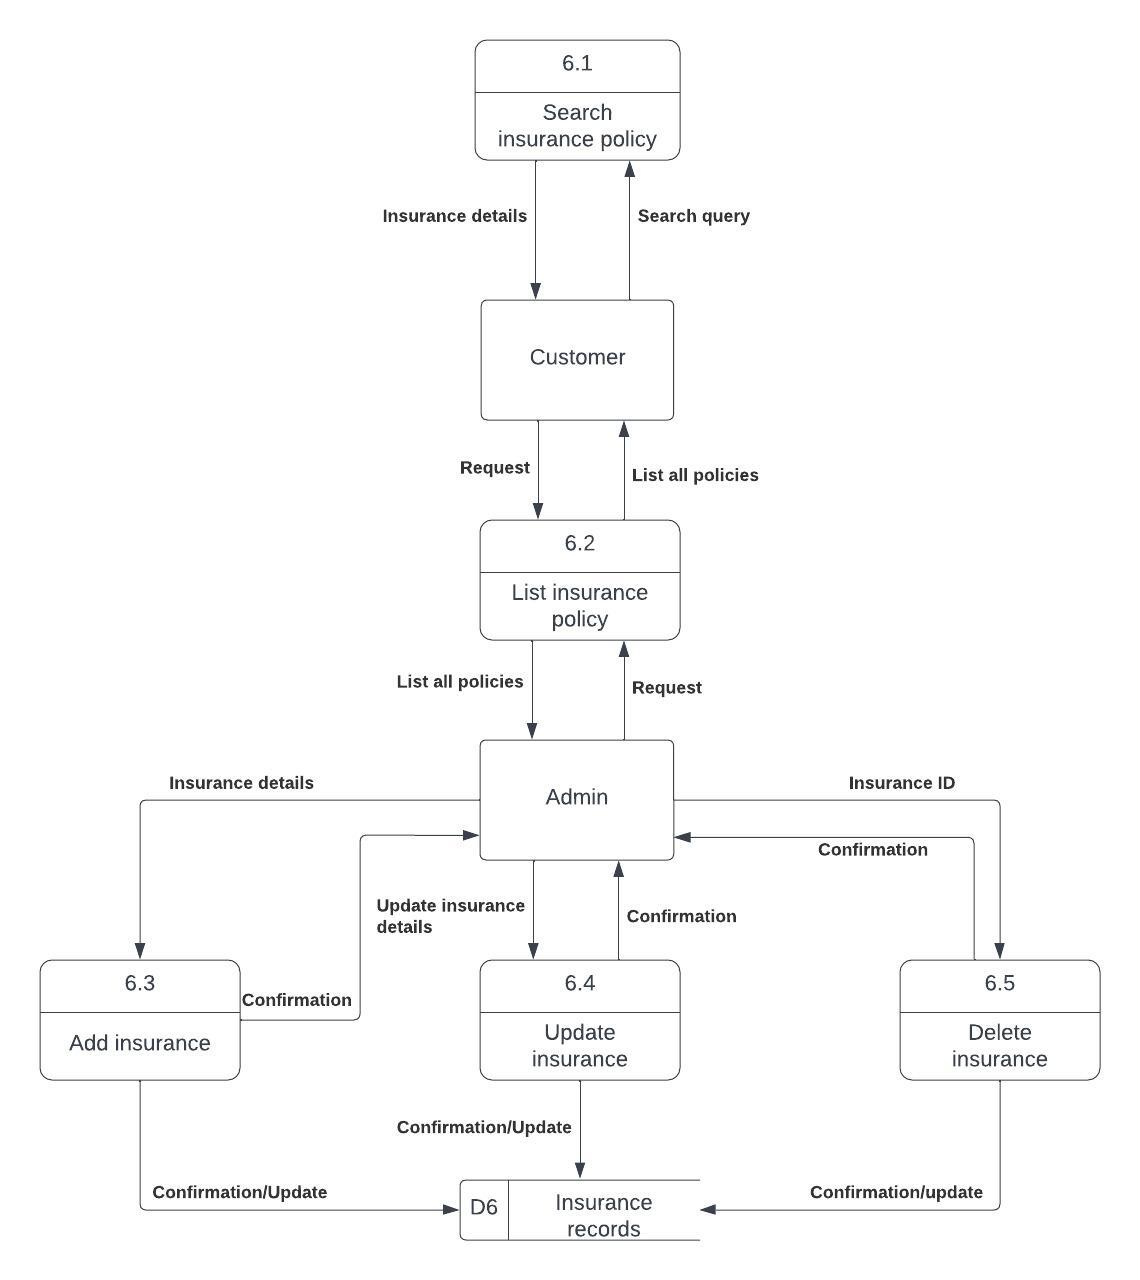 6.1
Search
insurance policy
Insurance details
Search query
Customer
Request
List all policies
6.2
List insurance
policy
List all policies
Request
Insurance details
Admin
Insurance ID
Confirmation
Update insurance
details
Confirmation
6.3
Add insurance
Confirmation
6.4
Update
insurance
6.5
Delete
insurance
Confirmation/Update
Confirmation/Update
D6
Insurance
records
Confirmation/update